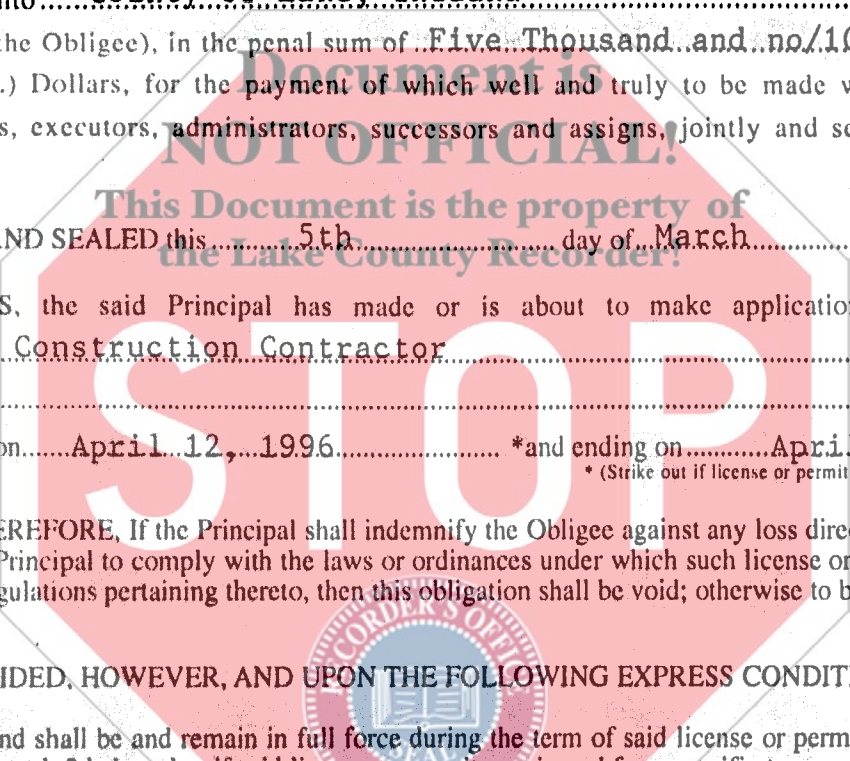 the Obligee), in the penal sum of Five Thousand and no/10
Document is
.) Dollars, for the payment of which well and truly to be made
s, executors, administrators, successors and assigns, jointly and se
NOT OFFICIAL!
This Document is the property of
AND SEALED this 5th day of March
the Lake County Recorder!
S, the said Principal has made or is about to make applicatio
Construction Contractor
STOP
on April 12, 1996 *and ending on Apri
* (Strike out if license or permit
EREFORE, If the Principal shall indemnify the Obligee against any loss dire
Principal to comply with the laws or ordinances under which such license or
gulations pertaining thereto, then this obligation shall be void; otherwise to b
RECORDER'S OFFICE
IDED, HOWEVER, AND UPON THE FOLLOWING EXPRESS CONDIT
nd shall be and remain in full force during the term of said license or perm
SEAL